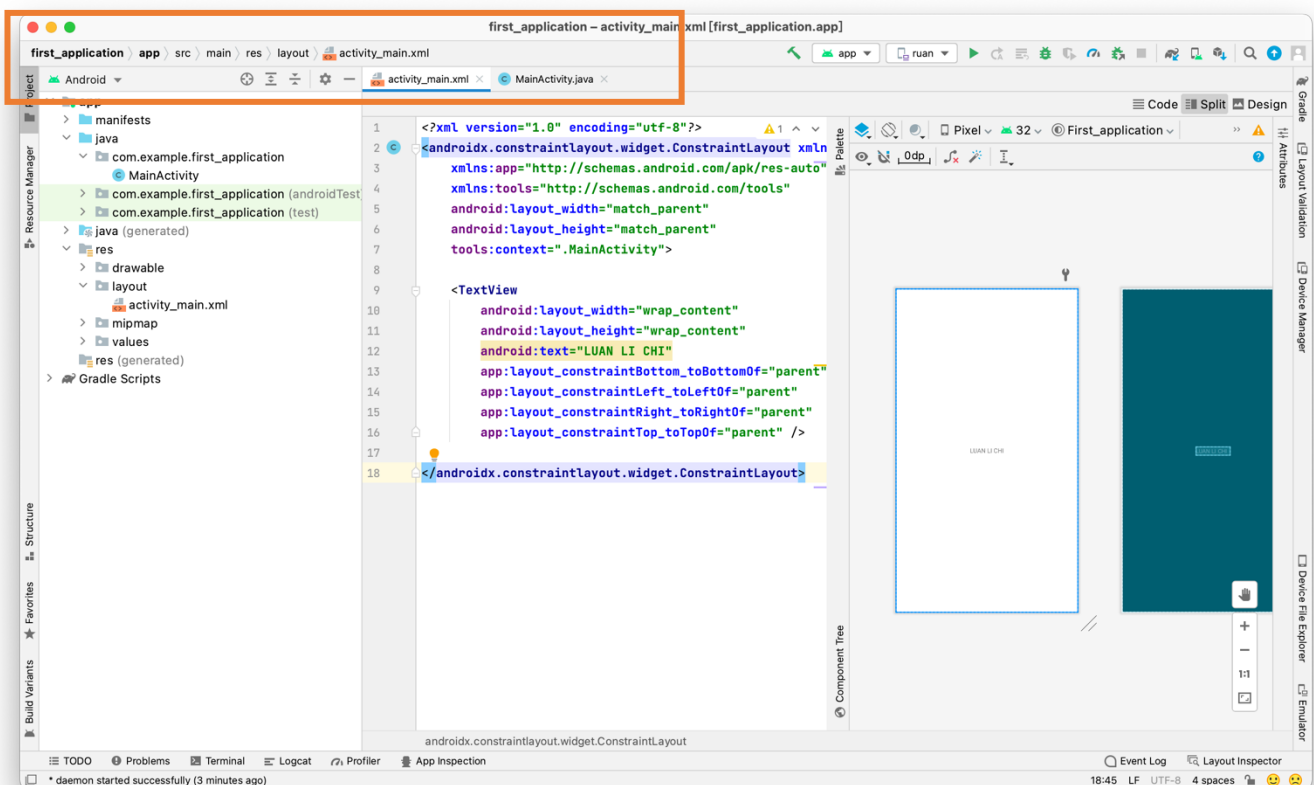 first_application – activity_main.xml [first_application.app]
first_application 〉 app 〉 src 〉 main 〉 res 〉 layout 〉 activity_main.xml
app
ruan
Android
activity_main.xml
MainActivity.java
Code Split Design
Project
Resource Manager
Structure
Favorites
Build Variants
app
manifests
java
com.example.first_application
MainActivity
com.example.first_application (androidTest
com.example.first_application (test)
java (generated)
res
drawable
layout
activity_main.xml
mipmap
values
res (generated)
Gradle Scripts
1 <?xml version="1.0" encoding="utf-8"?>
2 <androidx.constraintlayout.widget.ConstraintLayout xmln
3 xmlns:app="http://schemas.android.com/apk/res-auto"
4 xmlns:tools="http://schemas.android.com/tools"
5 android:layout_width="match_parent"
6 android:layout_height="match_parent"
7 tools:context=".MainActivity">
8
9 <TextView
10 android:layout_width="wrap_content"
11 android:layout_height="wrap_content"
12 android:text="LUAN LI CHI"
13 app:layout_constraintBottom_toBottomOf="parent"
14 app:layout_constraintLeft_toLeftOf="parent"
15 app:layout_constraintRight_toRightOf="parent"
16 app:layout_constraintTop_toTopOf="parent" />
17
18 </androidx.constraintlayout.widget.ConstraintLayout>
1
androidx.constraintlayout.widget.ConstraintLayout
Palette
Component Tree
Pixel 32 First_application
0dp
LUAN LI CHI
LUAN LI CHI
1:1
Attributes
Gradle
Layout Validation
Device Manager
Device File Explorer
Emulator
TODO Problems Terminal Logcat Profiler App Inspection
Event Log Layout Inspector
* daemon started successfully (3 minutes ago)
18:45 LF UTF-8 4 spaces